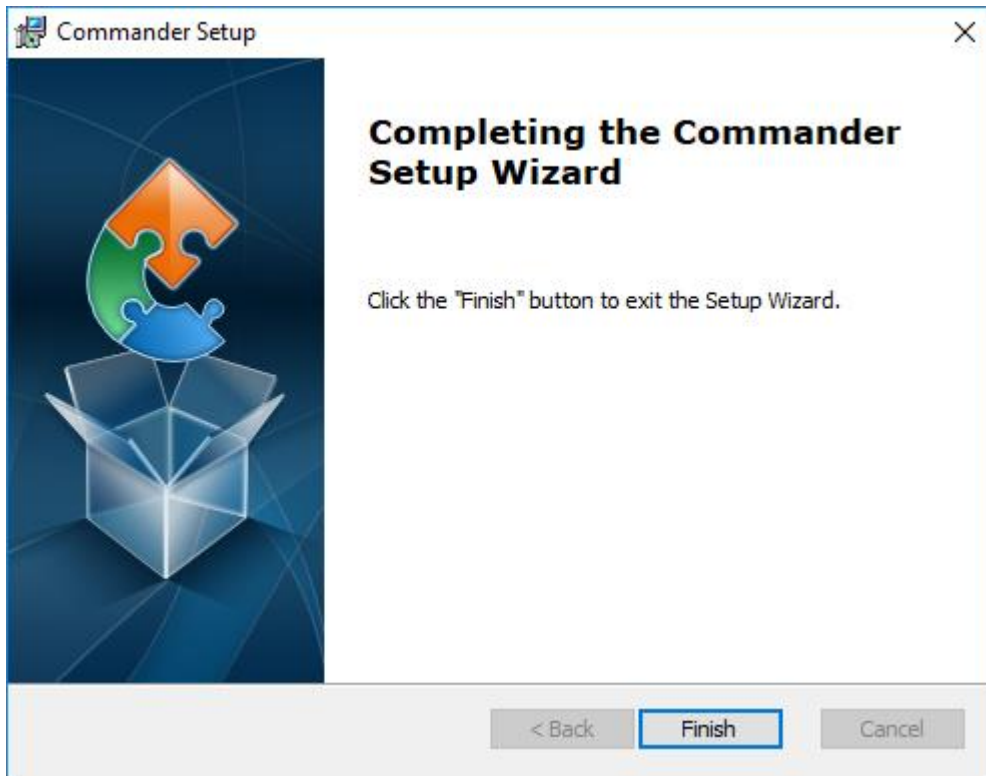 Commander Setup
Completing the Commander
Setup Wizard
Click the "Finish" button to exit the Setup Wizard.
< Back Finish Cancel